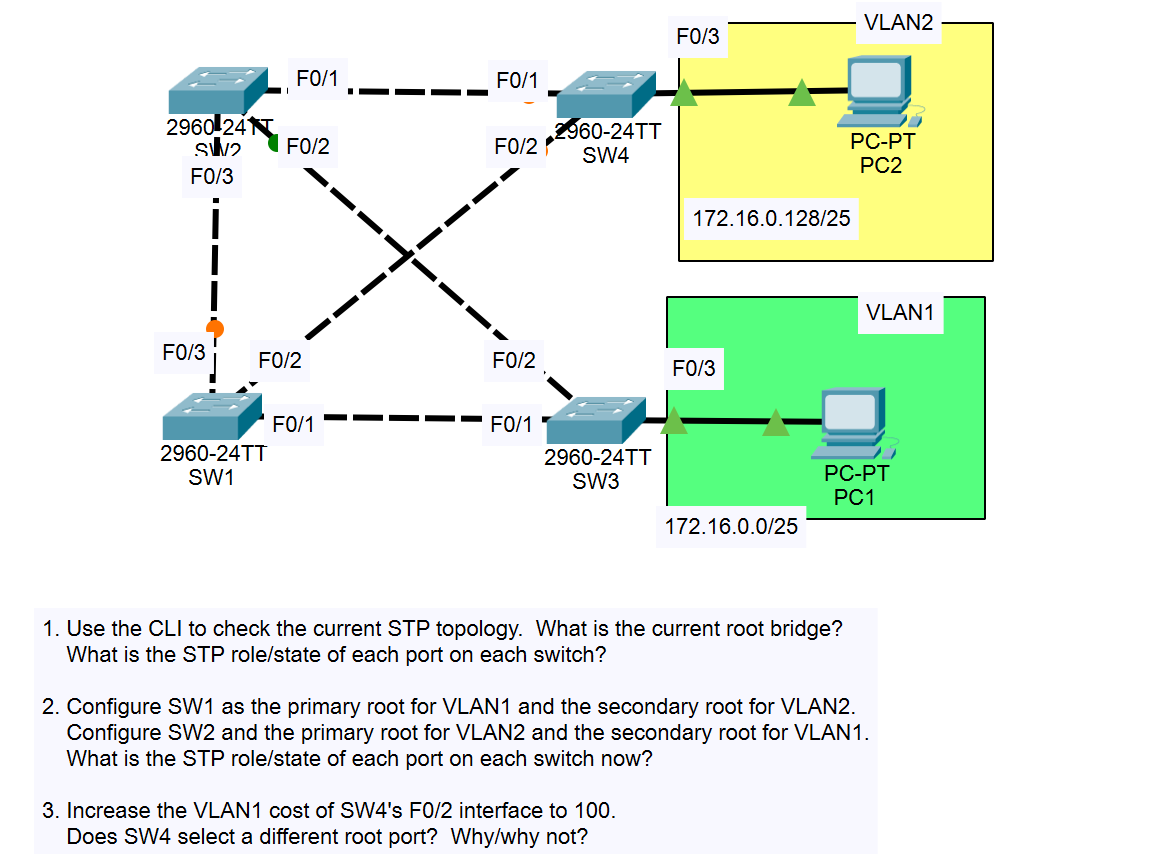 VLAN2
F0/3
F0/1
F0/1
2960-24TT
SW2
F0/2
F0/2
2960-24TT
SW4
PC-PT
PC2
F0/3
172.16.0.128/25
VLAN1
F0/3
F0/2
F0/2
F0/3
F0/1
F0/1
2960-24TT
SW1
2960-24TT
SW3
PC-PT
PC1
172.16.0.0/25
1. Use the CLI to check the current STP topology.  What is the current root bridge?
What is the STP role/state of each port on each switch?
2. Configure SW1 as the primary root for VLAN1 and the secondary root for VLAN2.
Configure SW2 and the primary root for VLAN2 and the secondary root for VLAN1.
What is the STP role/state of each port on each switch now?
3. Increase the VLAN1 cost of SW4's F0/2 interface to 100.
Does SW4 select a different root port?  Why/why not?